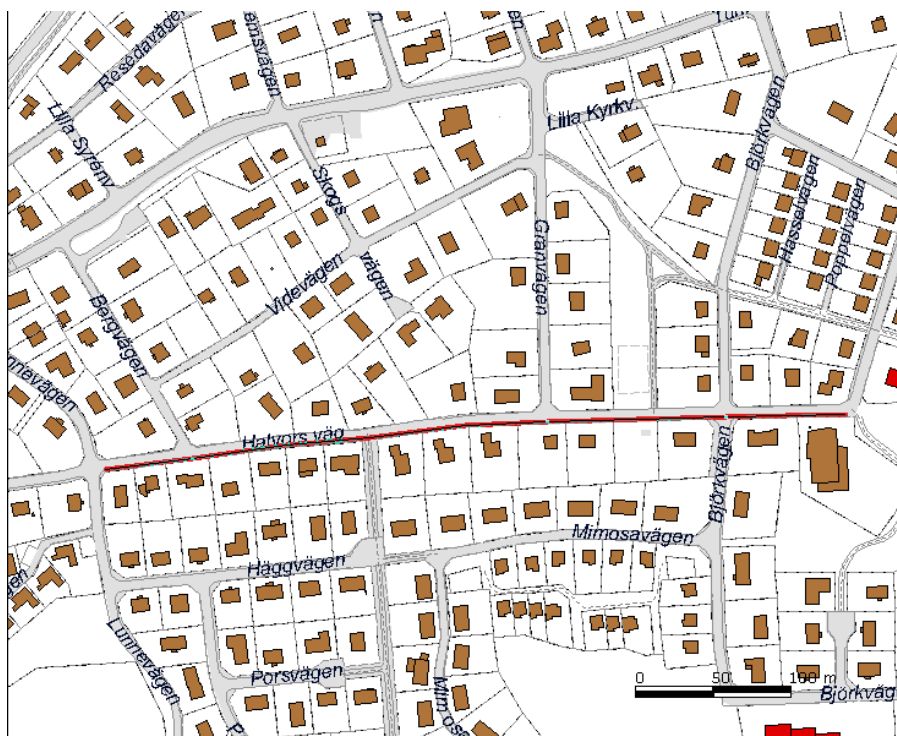 Resedavägen
Lilla Syrenv.
Lilla Kyrkv.
Björkvägen
Hasselvägen
Poppelvägen
Skogs
vägen
Granvägen
Videvägen
Bergvägen
Halvors väg
Björkvägen
Mimosavägen
Häggvägen
Lunnevägen
Porsvägen
0 50 100 m
Björkväg